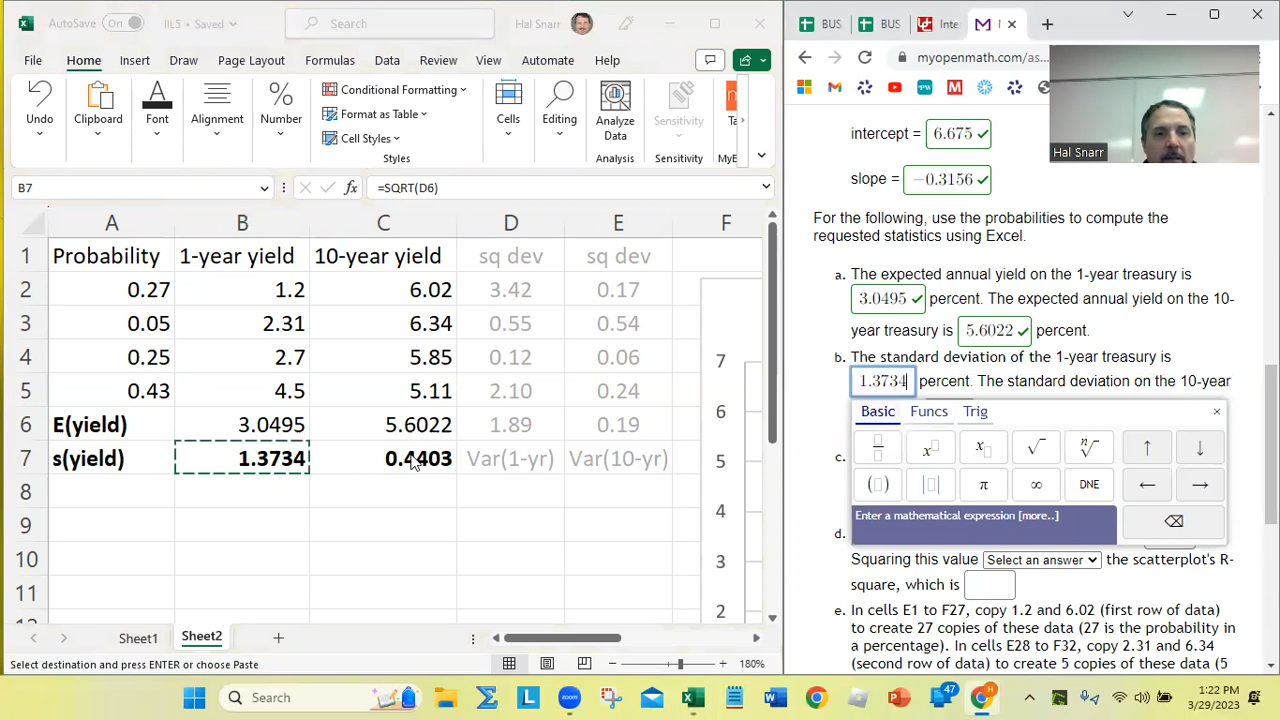 AutoSave Off IIL5 • Saved Search Hal Snarr
File Home Insert Draw Page Layout Formulas Data Review View Automate Help
Undo Clipboard Font Alignment Number Conditional Formatting Format as Table Cell Styles Cells Editing Analyze Data Sensitivity
Styles Analysis Sensitivity MyE
B7 fx =SQRT(D6)
A B C D E F
1 Probability 1-year yield 10-year yield sq dev sq dev
2 0.27 1.2 6.02 3.42 0.17
3 0.05 2.31 6.34 0.55 0.54
4 0.25 2.7 5.85 0.12 0.06
5 0.43 4.5 5.11 2.10 0.24
6 E(yield) 3.0495 5.6022 1.89 0.19
7 s(yield) 1.3734 0.4403 Var(1-yr) Var(10-yr)
8
9
10
11
7
6
5
4
3
2
Sheet1 Sheet2
Select destination and press ENTER or choose Paste 180%
BUS BUS Inte
myopenmath.com/as...
Hal Snarr
intercept = 6.675
slope = −0.3156
For the following, use the probabilities to compute the
requested statistics using Excel.
a. The expected annual yield on the 1-year treasury is
3.0495 percent. The expected annual yield on the 10-
year treasury is 5.6022 percent.
b. The standard deviation of the 1-year treasury is
1.3734 percent. The standard deviation on the 10-year
Basic Funcs Trig ×
√ n√ ↑ ↓
π ∞ DNE ← →
Enter a mathematical expression [more..]
c.
d.
Squaring this value Select an answer the scatterplot's R-
square, which is
e. In cells E1 to F27, copy 1.2 and 6.02 (first row of data)
to create 27 copies of these data (27 is the probability in
a percentage). In cells E28 to F32, copy 2.31 and 6.34
(second row of data) to create 5 copies of these data (5
Search 47 1:22 PM
3/29/2023